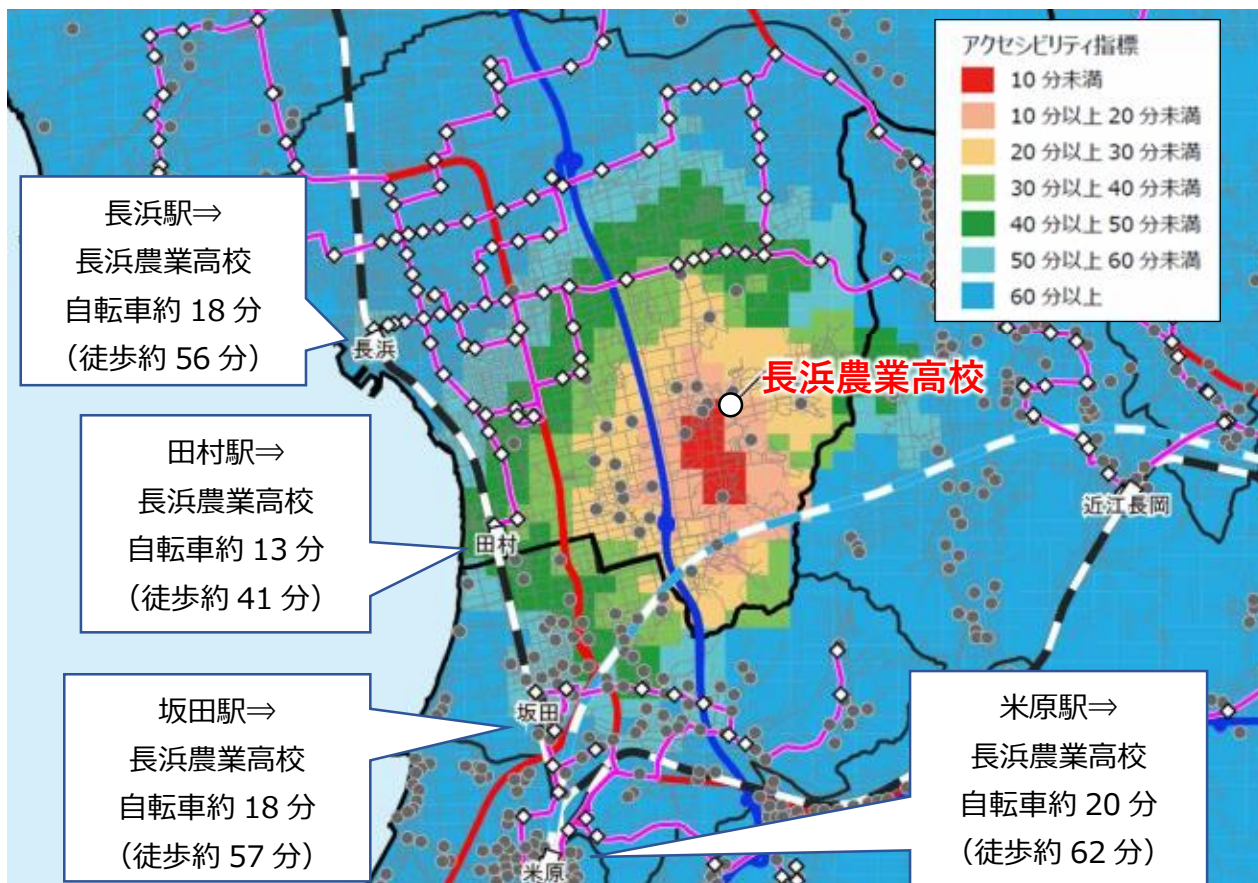 アクセシビリティ指標
10 分未満
10 分以上 20 分未満
20 分以上 30 分未満
30 分以上 40 分未満
40 分以上 50 分未満
50 分以上 60 分未満
60 分以上
長浜駅⇒
長浜農業高校
自転車約 18 分
（徒歩約 56 分）
長浜
長浜農業高校
田村駅⇒
長浜農業高校
自転車約 13 分
（徒歩約 41 分）
田村
近江長岡
坂田駅⇒
長浜農業高校
自転車約 18 分
（徒歩約 57 分）
坂田
米原駅⇒
長浜農業高校
自転車約 20 分
（徒歩約 62 分）
米原